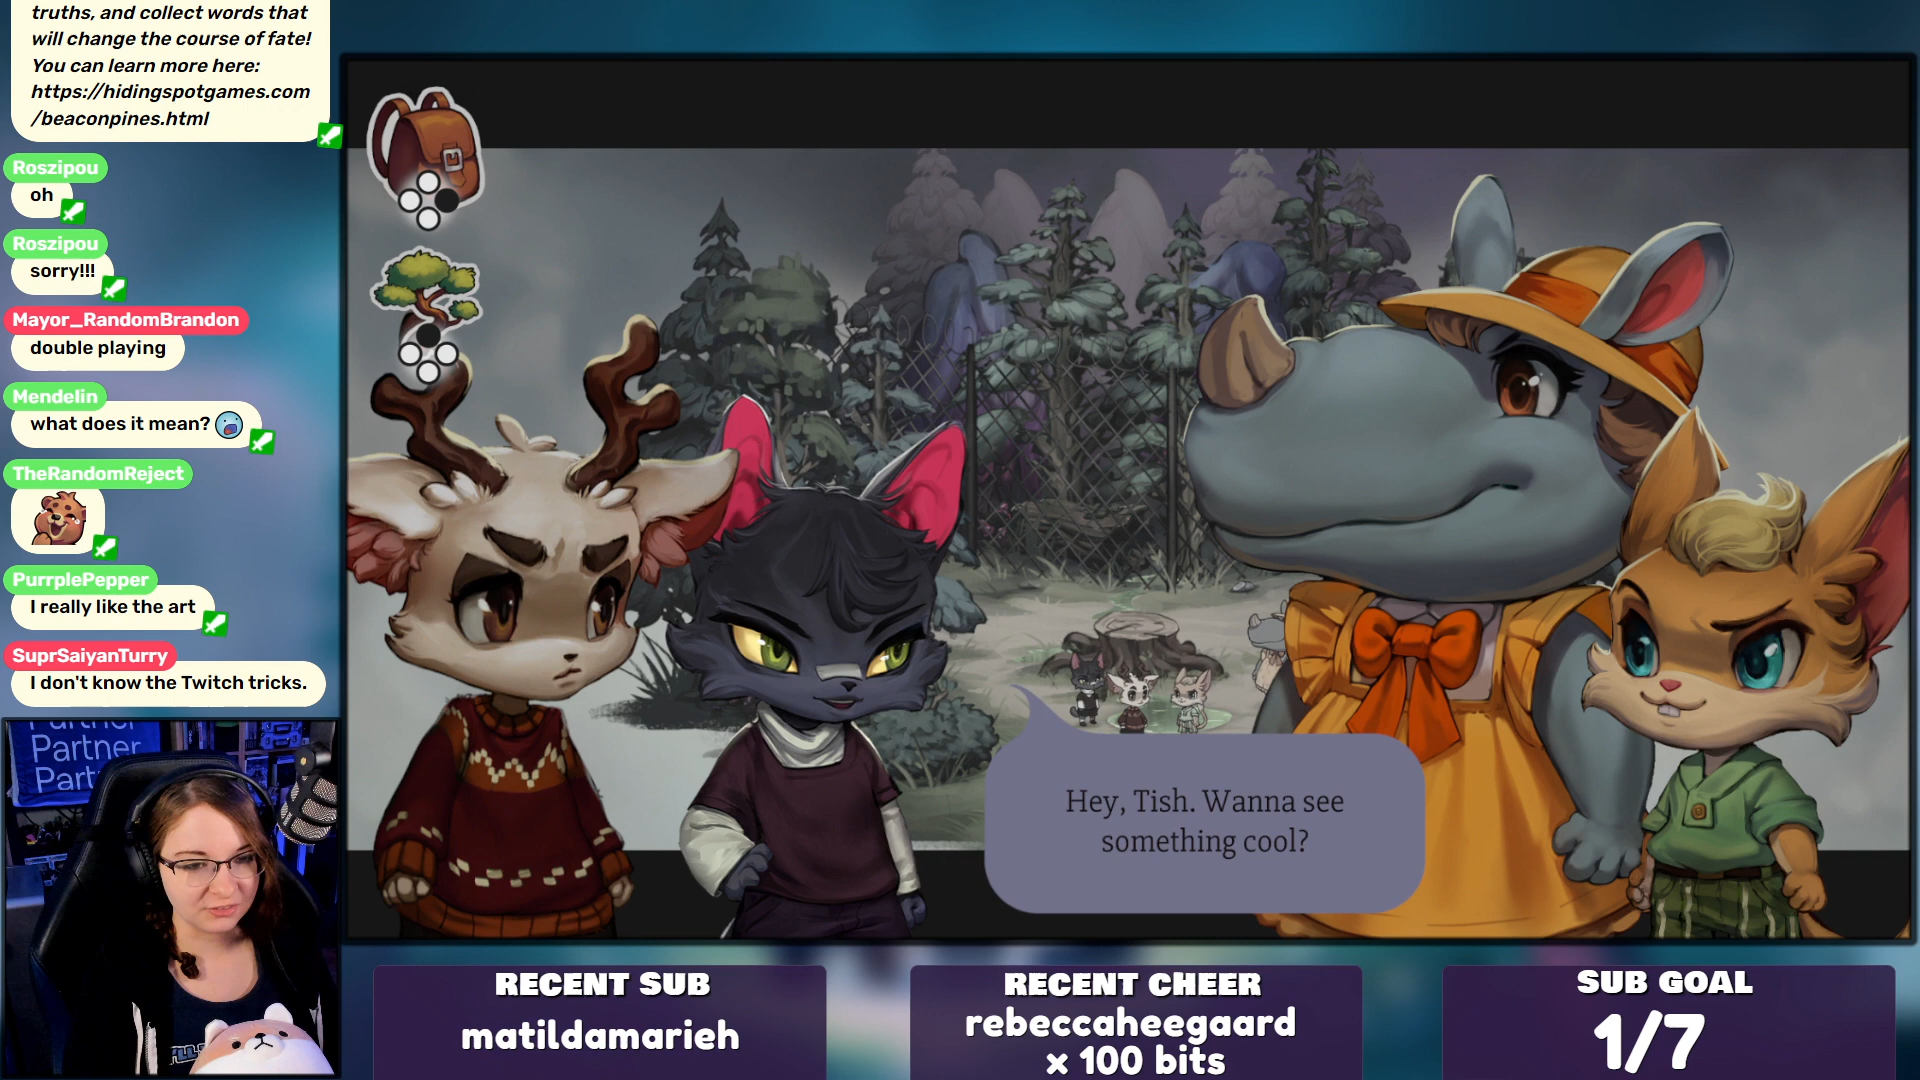 truths, and collect words that
will change the course of fate!
You can learn more here:
https://hidingspotgames.com
/beaconpines.html
Roszipou
oh
Roszipou
sorry!!!
Mayor_RandomBrandon
double playing
Mendelin
what does it mean?
TheRandomReject
PurrplePepper
I really like the art
SuprSaiyanTurry
I don't know the Twitch tricks.
Partner
Partner
Part
Hey, Tish. Wanna see
something cool?
RECENT SUB
matildamarieh
RECENT CHEER
rebeccaheegaard
x 100 bits
SUB GOAL
1/7